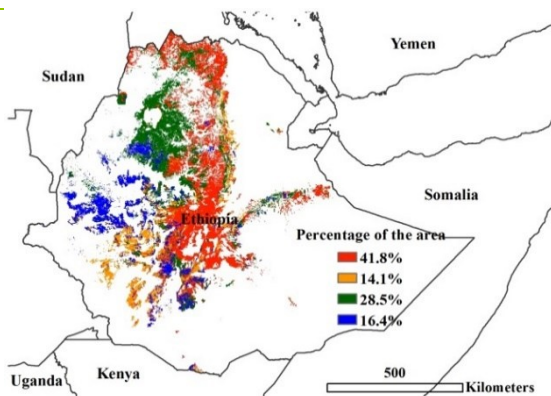 Yemen
Sudan
Somalia
Ethiopia
Percentage of the area
41.8%
14.1%
28.5%
16.4%
500
Kilometers
Uganda
Kenya